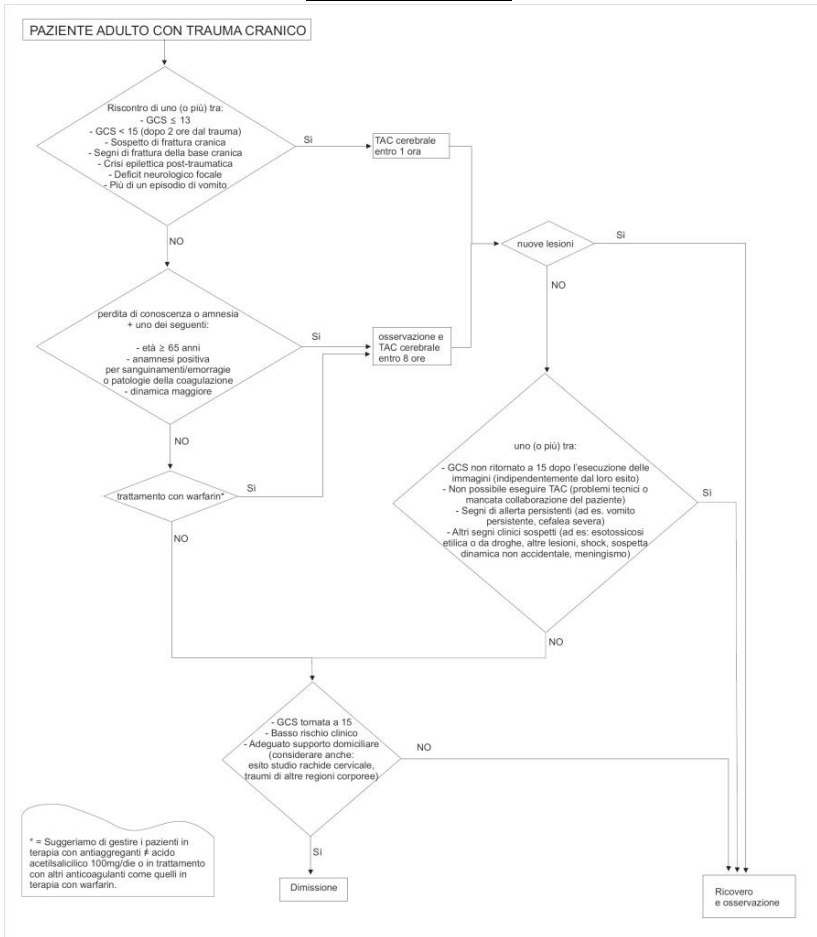 PAZIENTE ADULTO CON TRAUMA CRANICO
Riscontro di uno (o più) tra:
- GCS ≤ 13
- GCS < 15 (dopo 2 ore dal trauma)
- Sospetto di frattura cranica
- Segni di frattura della base cranica
- Crisi epilettica post-traumatica
- Deficit neurologico focale
- Più di un episodio di vomito
Sì
TAC cerebrale
entro 1 ora
NO
nuove lesioni
Sì
NO
perdita di conoscenza o amnesia
+ uno dei seguenti:
- età ≥ 65 anni
- anamnesi positiva
per sanguinamenti/emorragie
o patologie della coagulazione
- dinamica maggiore
Sì
osservazione e
TAC cerebrale
entro 8 ore
NO
trattamento con warfarin*
Sì
NO
uno (o più) tra:
- GCS non ritornato a 15 dopo l'esecuzione delle
immagini (indipendentemente dal loro esito)
- Non possibile eseguire TAC (problemi tecnici o
mancata collaborazione del paziente)
- Segni di allerta persistenti (ad es. vomito
persistente, cefalea severa)
- Altri segni clinici sospetti (ad es: esotossicosi
etilica o da droghe, altre lesioni, shock, sospetta
dinamica non accidentale, meningismo)
Sì
NO
- GCS tornata a 15
- Basso rischio clinico
- Adeguato supporto domiciliare
(considerare anche:
esito studio rachide cervicale,
traumi di altre regioni corporee)
NO
Sì
Dimissione
Ricovero
e osservazione
* = Suggeriamo di gestire i pazienti in
terapia con antiaggreganti ≠ acido
acetilsalicilico 100mg/die o in trattamento
con altri anticoagulanti come quelli in
terapia con warfarin.